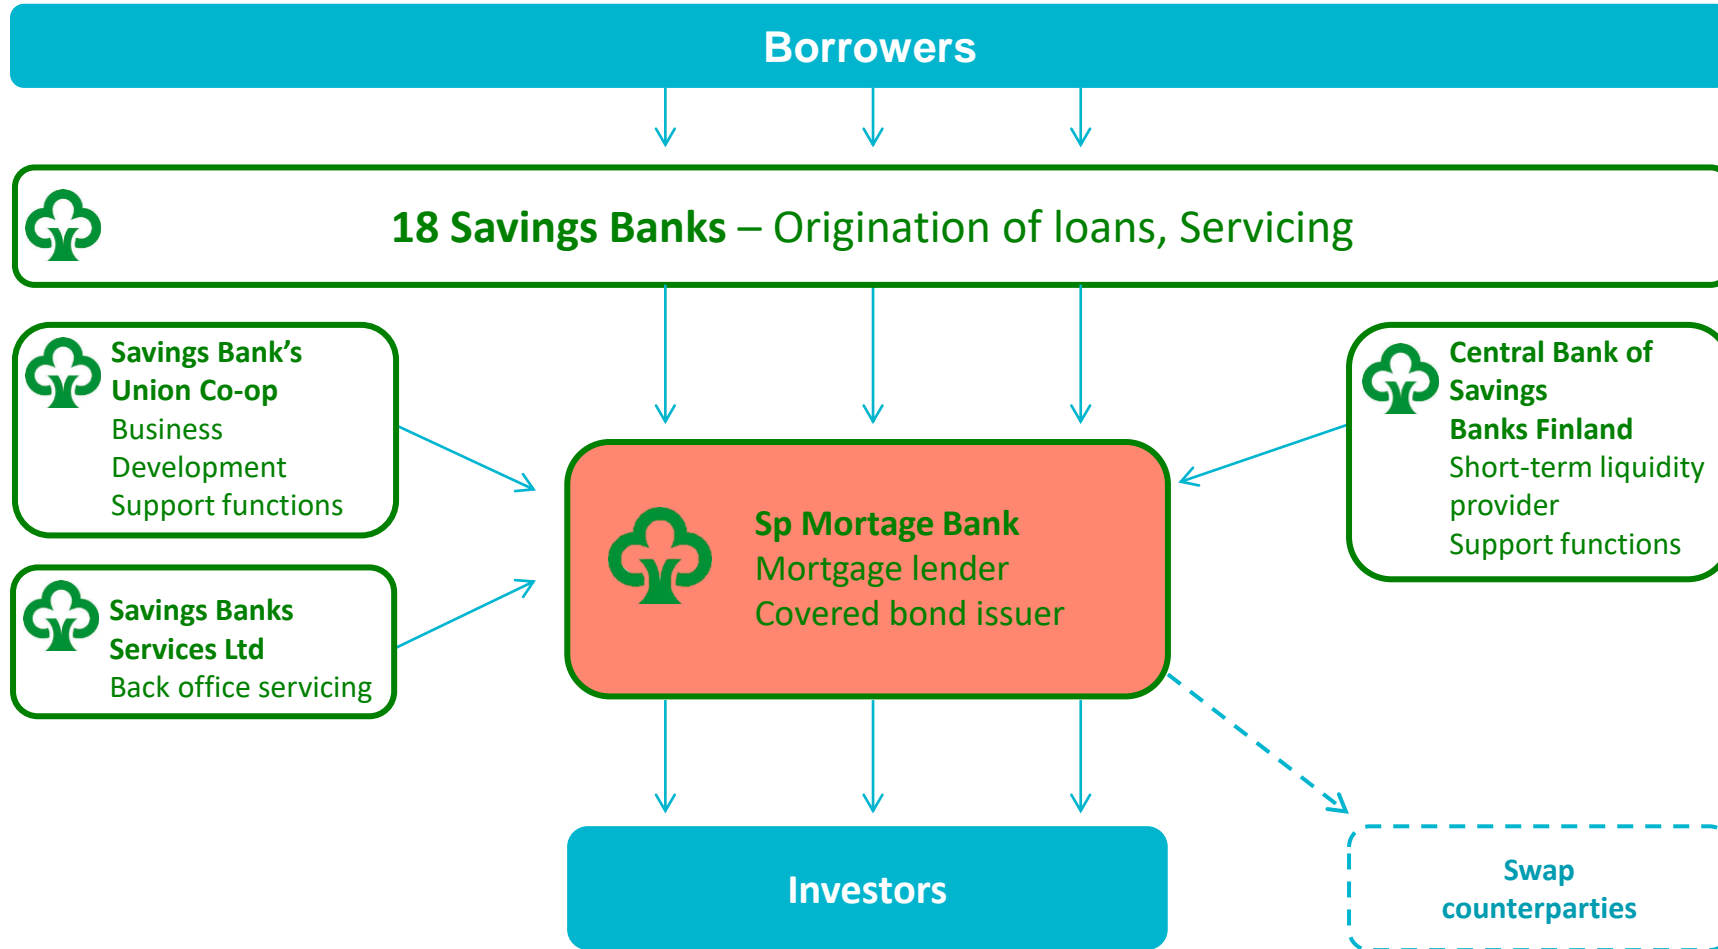 Borrowers
18 Savings Banks – Origination of loans, Servicing
Savings Bank’s
Union Co-op
Business
Development
Support functions
Central Bank of
Savings
Banks Finland
Short-term liquidity
provider
Support functions
Sp Mortage Bank
Mortgage lender
Covered bond issuer
Savings Banks
Services Ltd
Back office servicing
Investors
Swap
counterparties